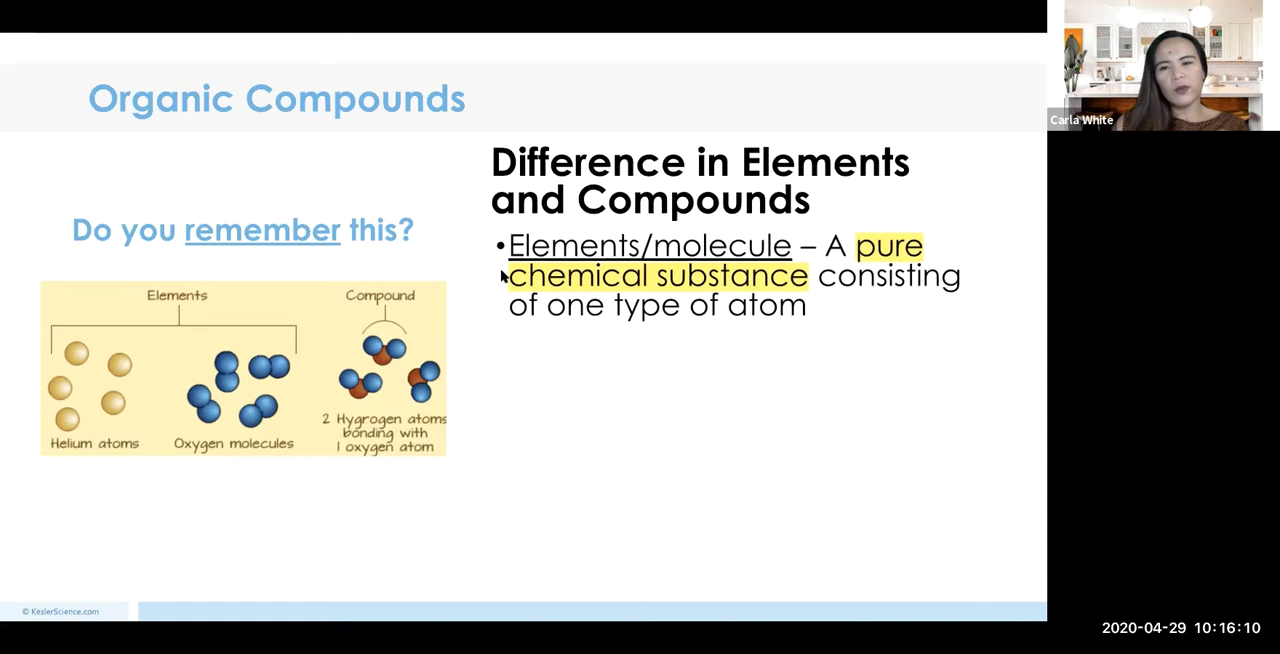 Organic Compounds
Carla White
Difference in Elements
and Compounds
Do you remember this?
•Elements/molecule – A pure
chemical substance consisting
of one type of atom
Elements
Compound
Helium atoms
Oxygen molecules
2 Hygrogen atoms
bonding with
1 oxygen atom
© KeslerScience.com
2020-04-29 10:16:10